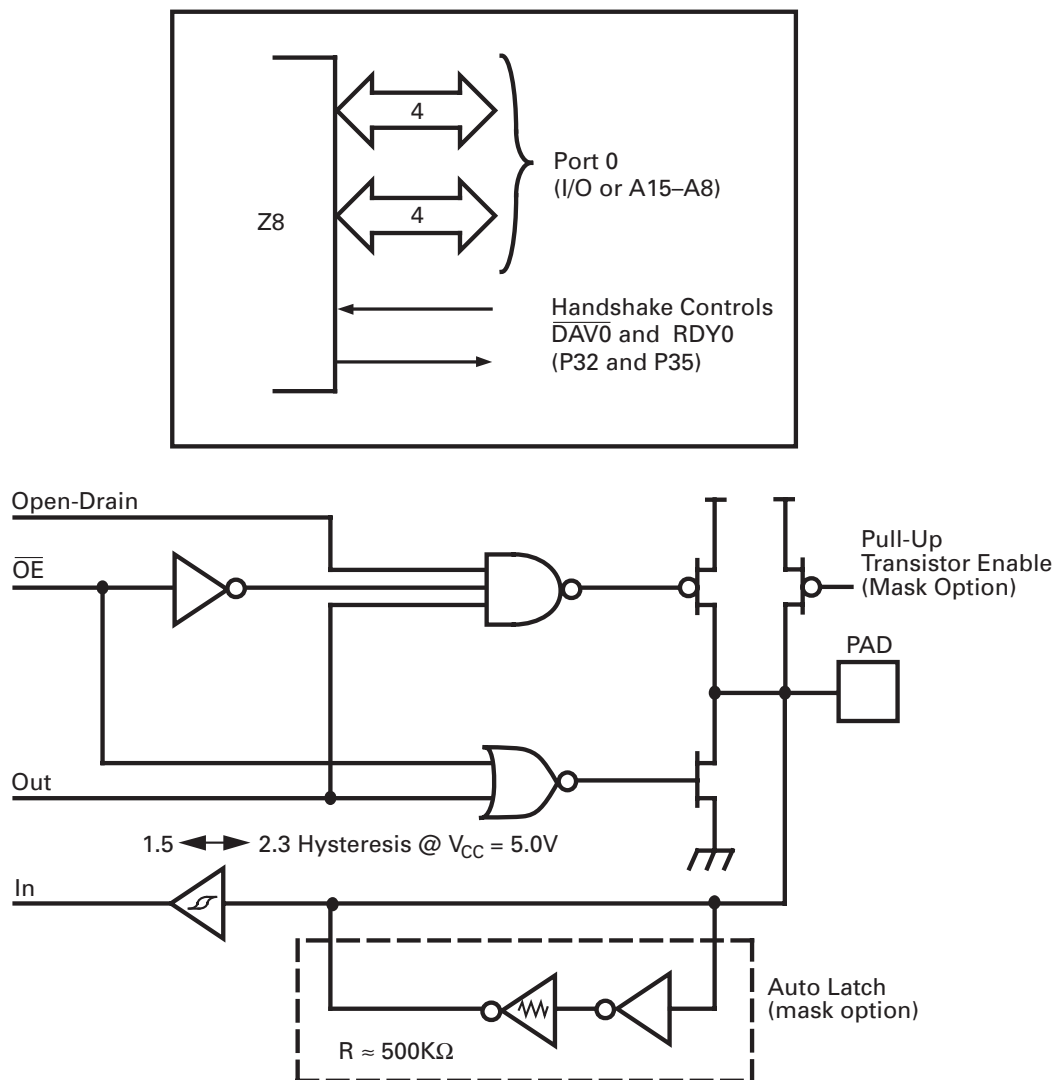 4
4
Z8
Port 0
(I/O or A15–A8)
Handshake Controls
D̅A̅V̅0̅ and RDY0
(P32 and P35)
Open-Drain
O̅E̅
Pull-Up
Transistor Enable
(Mask Option)
PAD
Out
1.5 2.3 Hysteresis @ VCC = 5.0V
In
Auto Latch
(mask option)
R ≈ 500KΩ